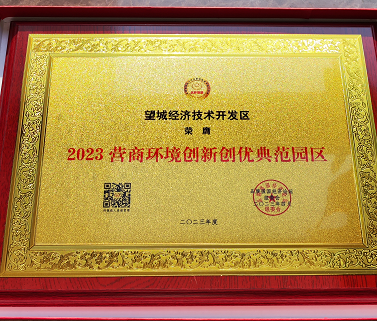 望城经济技术开发区
荣膺
2023 营商环境创新创优典范园区
二〇二三年度